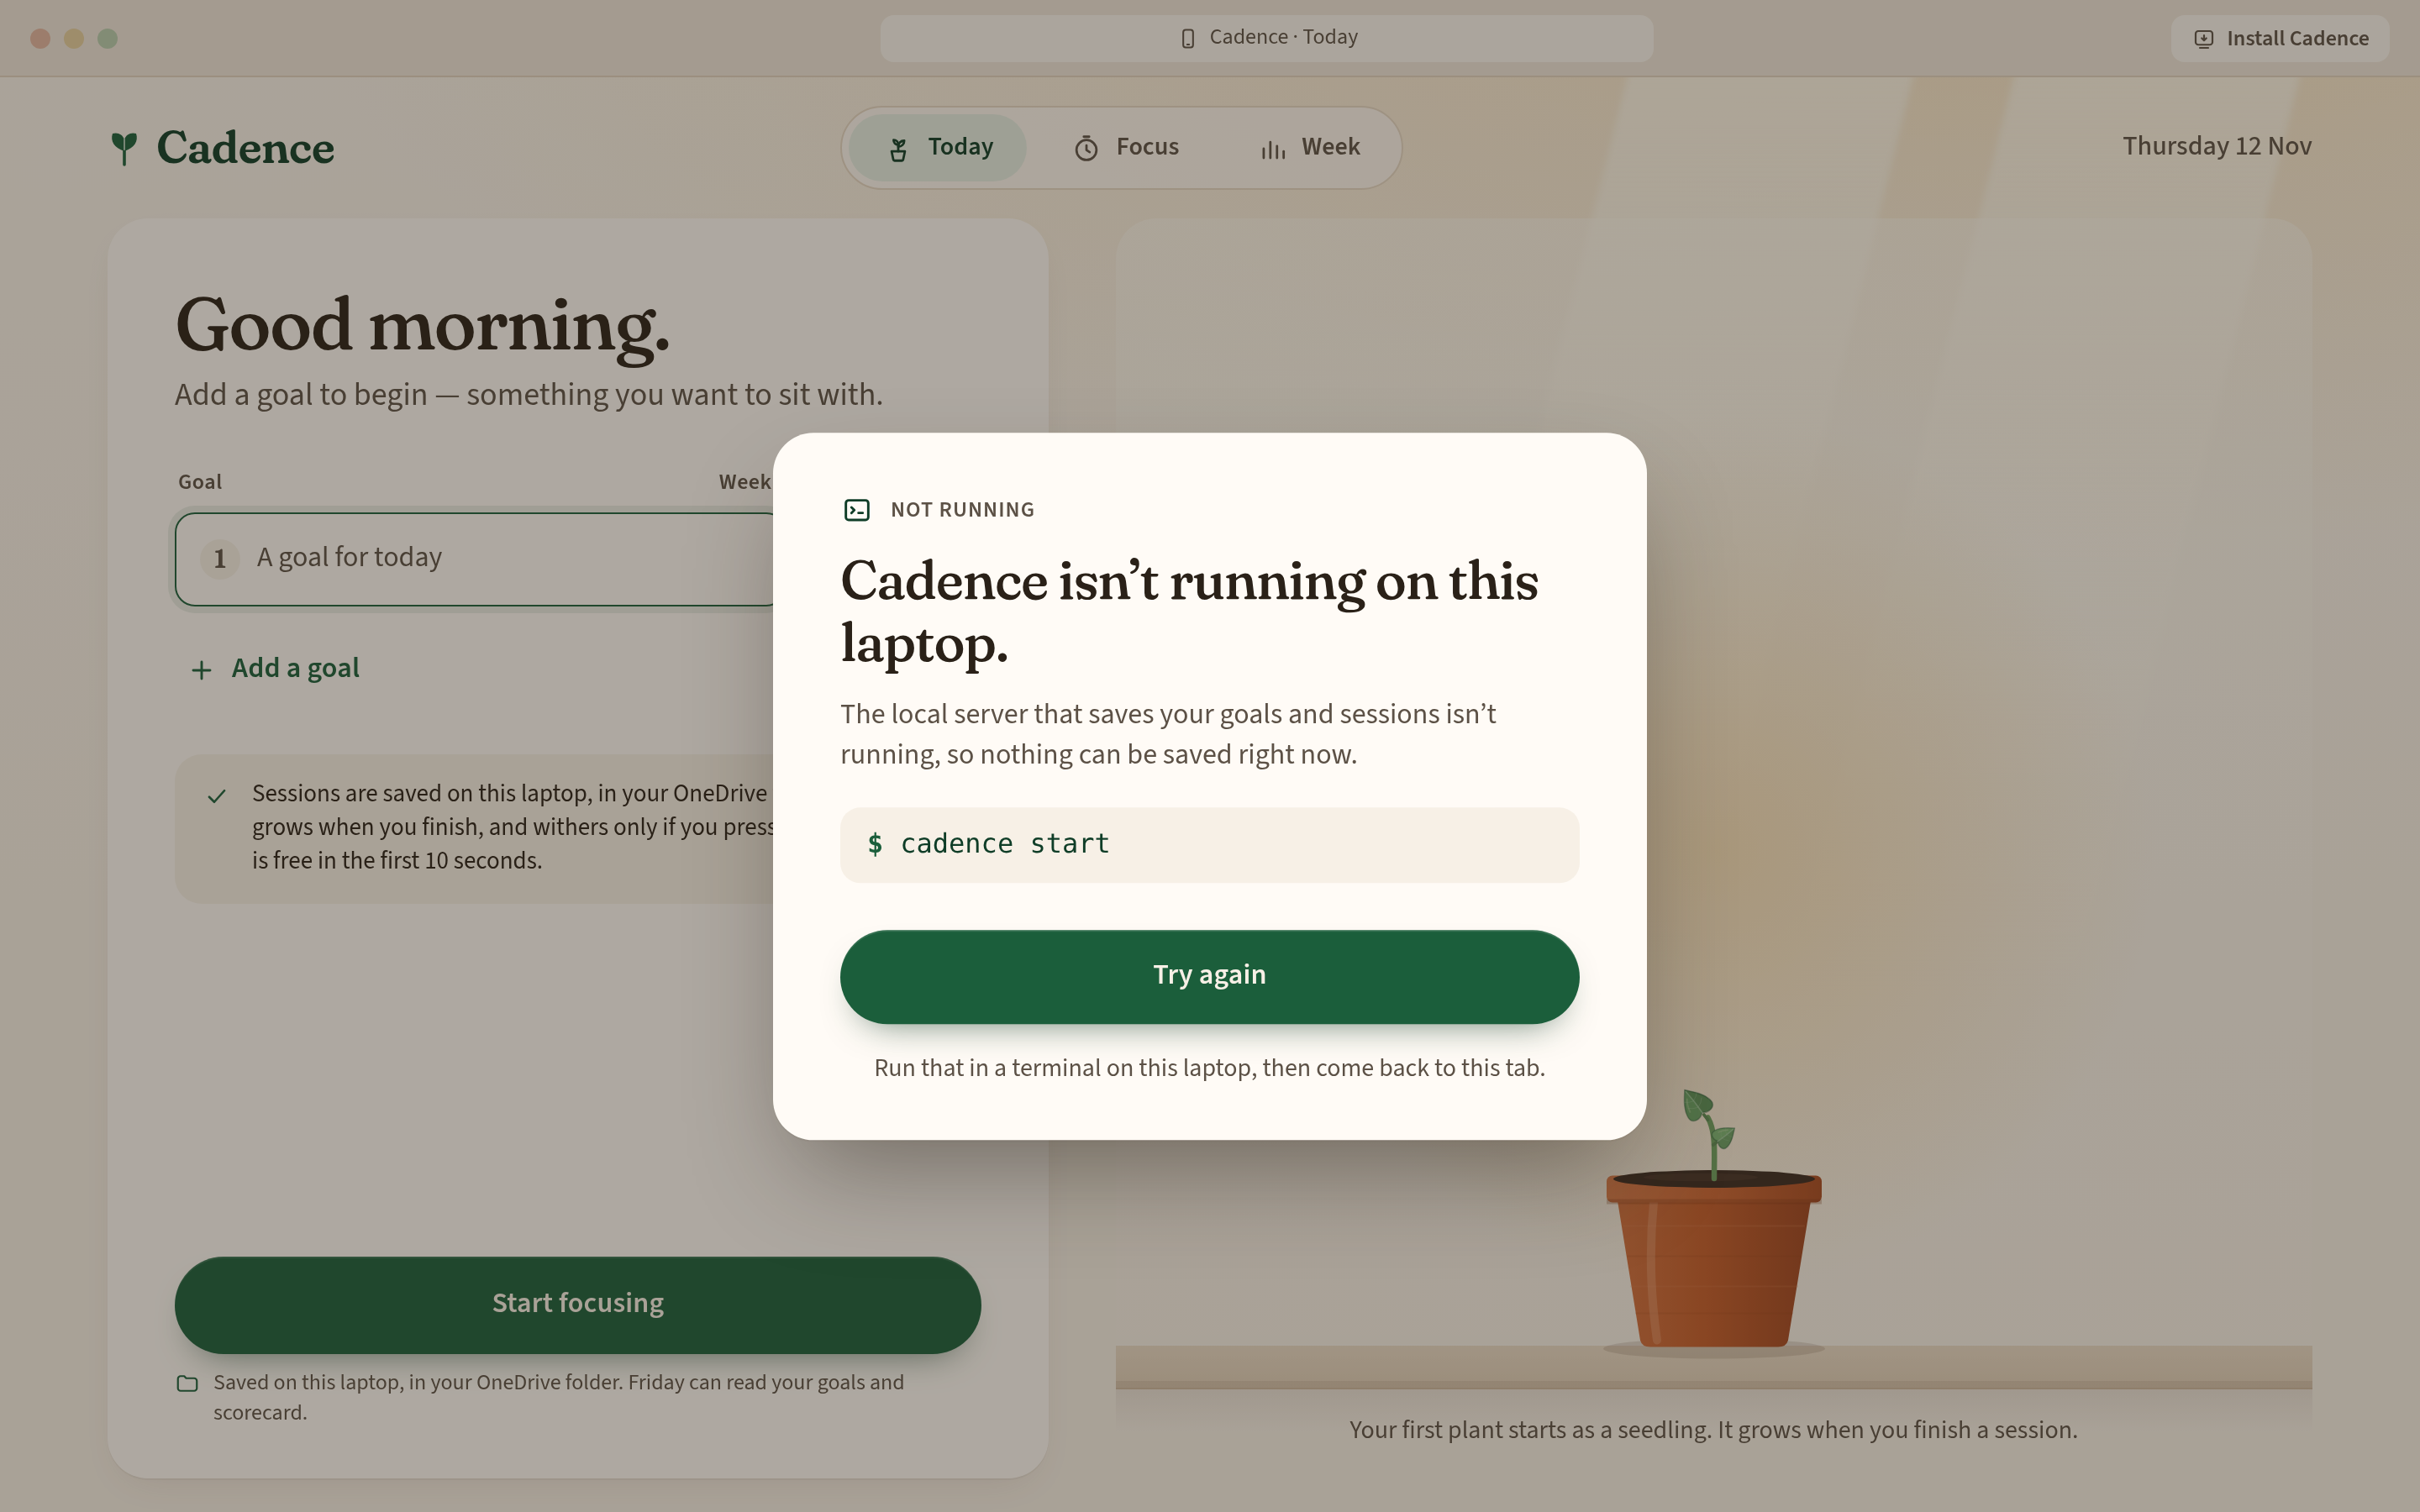 Cadence · Today
Install Cadence
Cadence
Today
Focus
Week
Thursday 12 Nov
Good morning.
Add a goal to begin — something you want to sit with.
Goal
Week
1
A goal for today
Add a goal
Sessions are saved on this laptop, in your OneDrive
grows when you finish, and withers only if you press
is free in the first 10 seconds.
Start focusing
Saved on this laptop, in your OneDrive folder. Friday can read your goals and
scorecard.
NOT RUNNING
Cadence isn’t running on this
laptop.
The local server that saves your goals and sessions isn’t
running, so nothing can be saved right now.
$ cadence start
Try again
Run that in a terminal on this laptop, then come back to this tab.
Your first plant starts as a seedling. It grows when you finish a session.